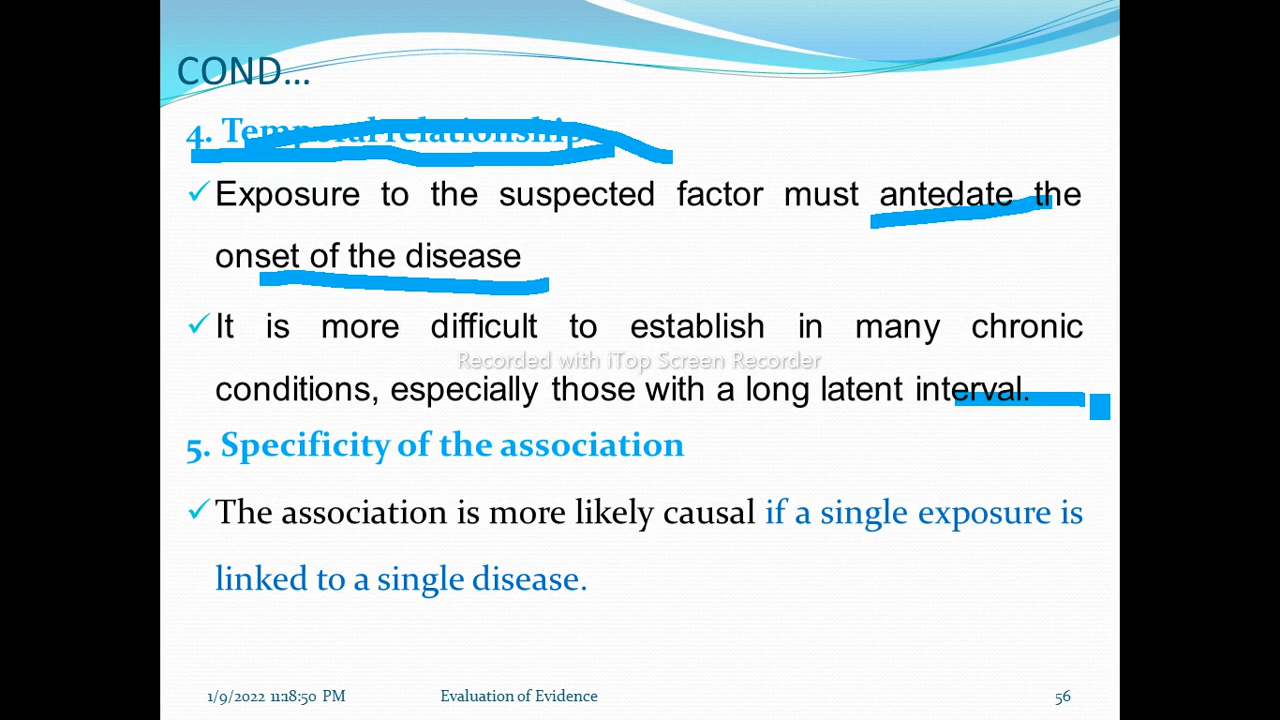 COND...
4. Temporal relationship
✓Exposure to the suspected factor must antedate the
onset of the disease
✓It is more difficult to establish in many chronic
Recorded with iTop Screen Recorder
conditions, especially those with a long latent interval.
5. Specificity of the association
✓The association is more likely causal if a single exposure is
linked to a single disease.
1/9/2022 11:18:50 PM Evaluation of Evidence 56